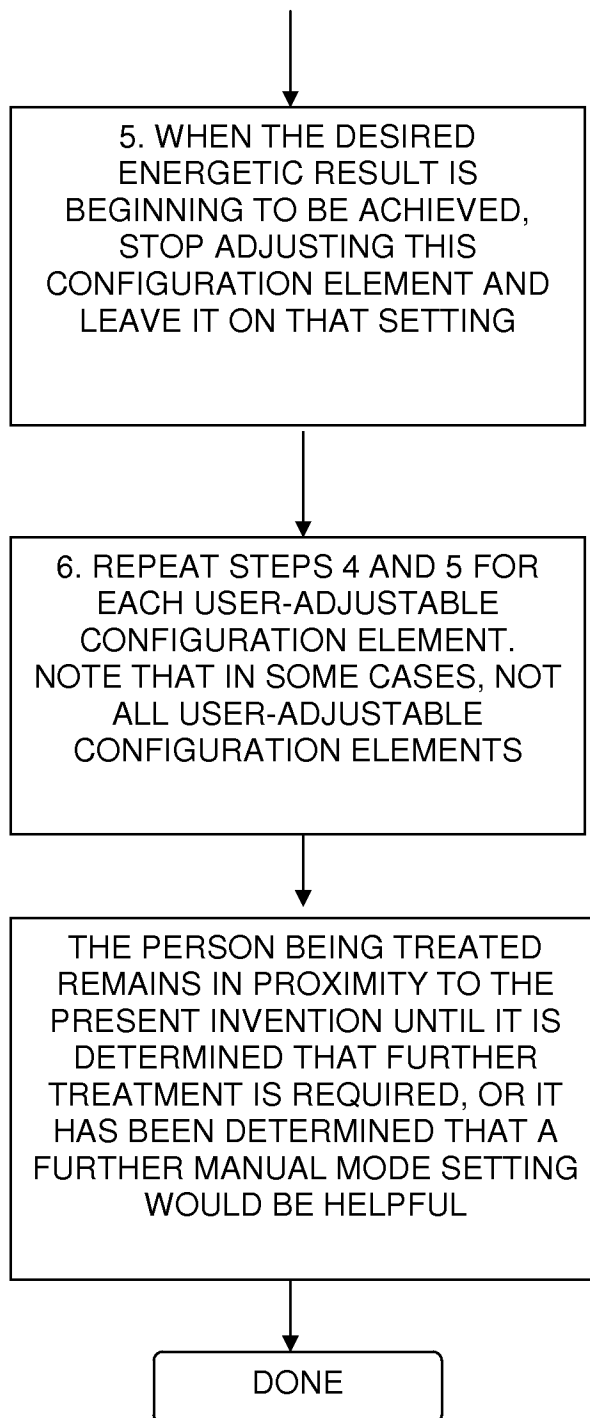 5. WHEN THE DESIRED
ENERGETIC RESULT IS
BEGINNING TO BE ACHIEVED,
STOP ADJUSTING THIS
CONFIGURATION ELEMENT AND
LEAVE IT ON THAT SETTING
6. REPEAT STEPS 4 AND 5 FOR
EACH USER-ADJUSTABLE
CONFIGURATION ELEMENT.
NOTE THAT IN SOME CASES, NOT
ALL USER-ADJUSTABLE
CONFIGURATION ELEMENTS
THE PERSON BEING TREATED
REMAINS IN PROXIMITY TO THE
PRESENT INVENTION UNTIL IT IS
DETERMINED THAT FURTHER
TREATMENT IS REQUIRED, OR IT
HAS BEEN DETERMINED THAT A
FURTHER MANUAL MODE SETTING
WOULD BE HELPFUL
DONE